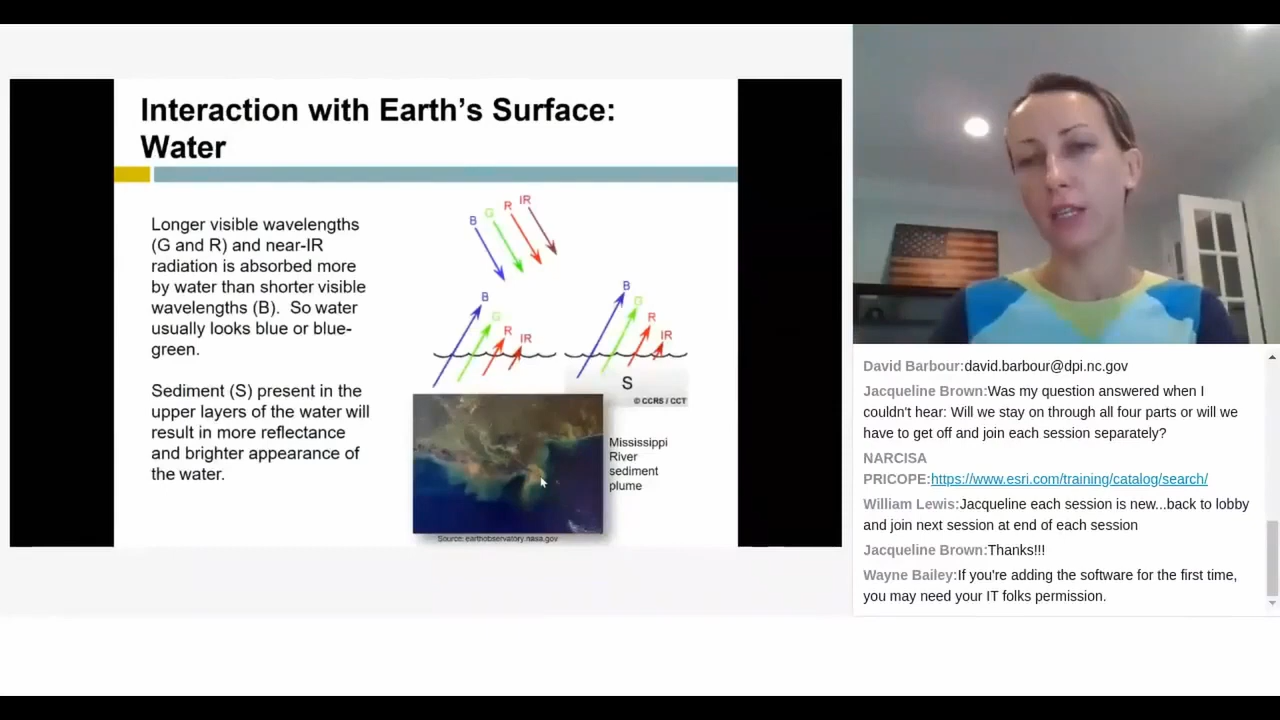 Interaction with Earth's Surface:
Water
Longer visible wavelengths
(G and R) and near-IR
radiation is absorbed more
by water than shorter visible
wavelengths (B).  So water
usually looks blue or blue-
green.
Sediment (S) present in the
upper layers of the water will
result in more reflectance
and brighter appearance of
the water.
B
G
R
IR
B
G
R
IR
B
G
R
IR
S
© CCRS / CCT
Mississippi
River
sediment
plume
Source: earthobservatory.nasa.gov
David Barbour:david.barbour@dpi.nc.gov
Jacqueline Brown:Was my question answered when I
couldn't hear: Will we stay on through all four parts or will we
have to get off and join each session separately?
NARCISA
PRICOPE:https://www.esri.com/training/catalog/search/
William Lewis:Jacqueline each session is new...back to lobby
and join next session at end of each session
Jacqueline Brown:Thanks!!!
Wayne Bailey:If you're adding the software for the first time,
you may need your IT folks permission.